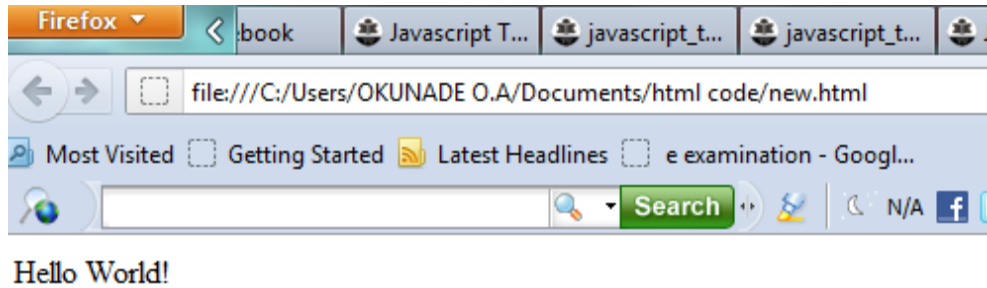 Firefox book Javascript T... javascript_t... javascript_t...
file:///C:/Users/OKUNADE O.A/Documents/html code/new.html
Most Visited Getting Started Latest Headlines e examination - Googl...
Search N/A f
Hello World!